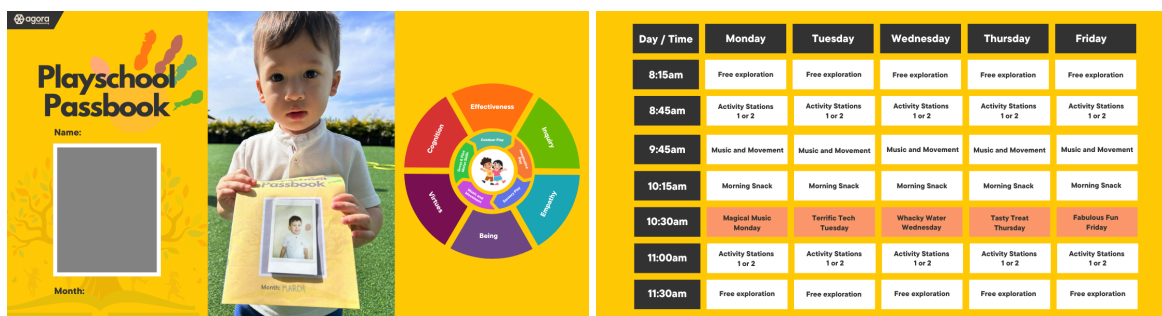 agora
Playschool
Passbook
Name:
Month:
Passbook
Month: MARCH
Effectiveness
Inquiry
Empathy
Being
Virtues
Cognition
Outdoor Play
Sensory Play
Day / Time
Monday
Tuesday
Wednesday
Thursday
Friday
8:15am
Free exploration
Free exploration
Free exploration
Free exploration
Free exploration
8:45am
Activity Stations
1 or 2
Activity Stations
1 or 2
Activity Stations
1 or 2
Activity Stations
1 or 2
Activity Stations
1 or 2
9:45am
Music and Movement
Music and Movement
Music and Movement
Music and Movement
Music and Movement
10:15am
Morning Snack
Morning Snack
Morning Snack
Morning Snack
Morning Snack
10:30am
Magical Music
Monday
Terrific Tech
Tuesday
Whacky Water
Wednesday
Tasty Treat
Thursday
Fabulous Fun
Friday
11:00am
Activity Stations
1 or 2
Activity Stations
1 or 2
Activity Stations
1 or 2
Activity Stations
1 or 2
Activity Stations
1 or 2
11:30am
Free exploration
Free exploration
Free exploration
Free exploration
Free exploration